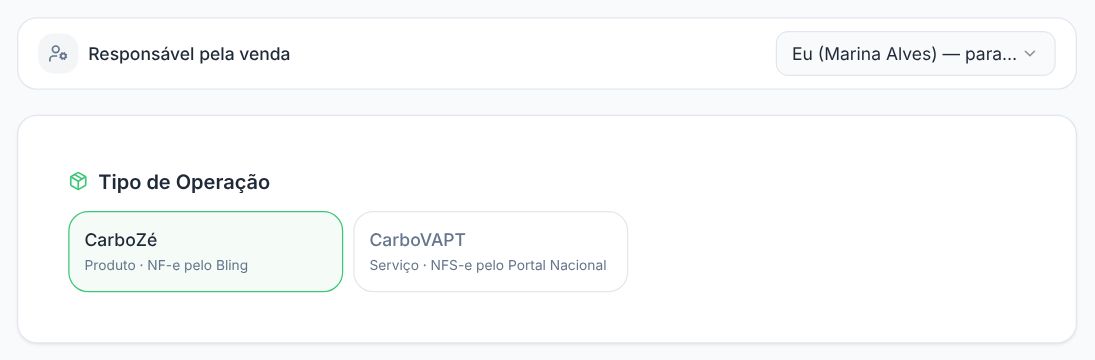 Responsável pela venda
Eu (Marina Alves) — para...
Tipo de Operação
CarboZé
Produto · NF-e pelo Bling
CarboVAPT
Serviço · NFS-e pelo Portal Nacional